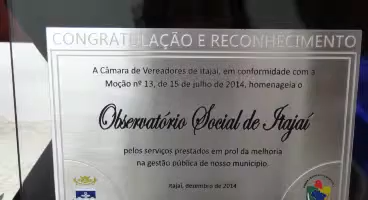 CONGRATULAÇÃO E RECONHECIMENTO
A Câmara de Vereadores de Itajaí, em conformidade com a
Moção nº 13, de 15 de julho de 2014, homenageia o
Observatório Social de Itajaí
pelos serviços prestados em prol da melhoria
na gestão pública de nosso município.
Itajaí, dezembro de 2014